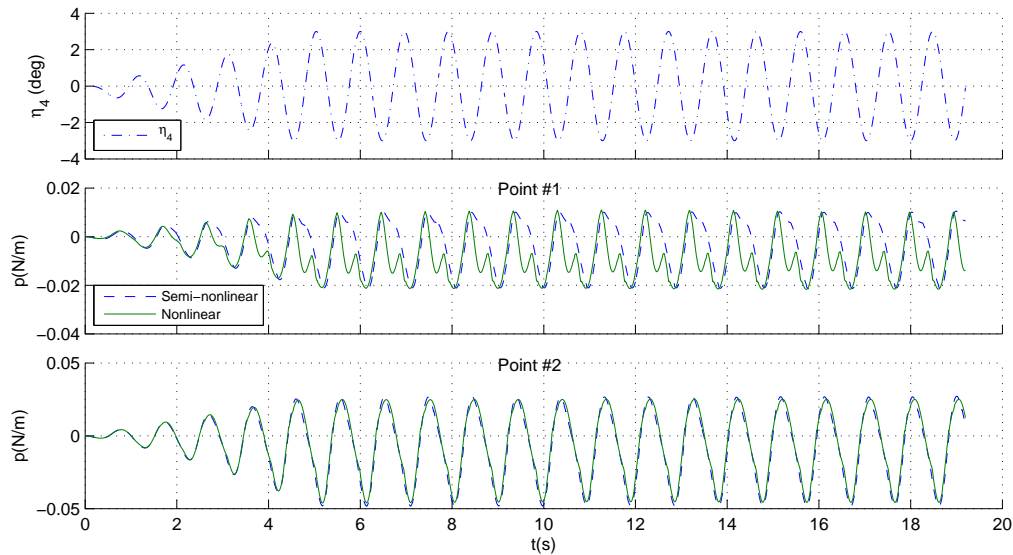 4
2
0
−2
−4
η4 (deg)
η4
0.02
0
−0.02
−0.04
p(N/m)
Point #1
Semi−nonlinear
Nonlinear
0.05
0
−0.05
p(N/m)
Point #2
0 2 4 6 8 10 12 14 16 18 20
t(s)